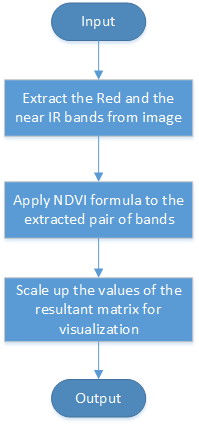 Input
Extract the Red and the
near IR bands from image
Apply NDVI formula to the
extracted pair of bands
Scale up the values of the
resultant matrix for
visualization
Output